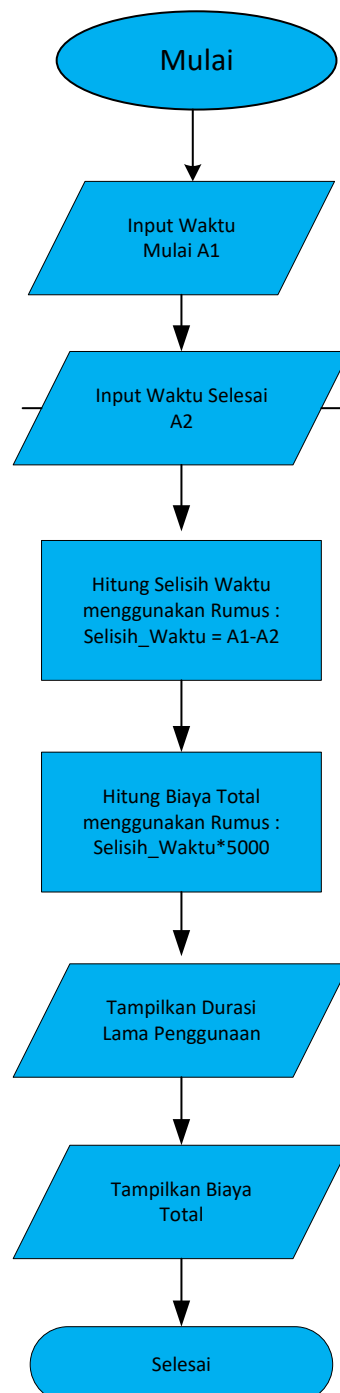 Mulai
Input Waktu
Mulai A1
Input Waktu Selesai
A2
Hitung Selisih Waktu
menggunakan Rumus :
Selisih_Waktu = A1-A2
Hitung Biaya Total
menggunakan Rumus :
Selisih_Waktu*5000
Tampilkan Durasi
Lama Penggunaan
Tampilkan Biaya
Total
Selesai